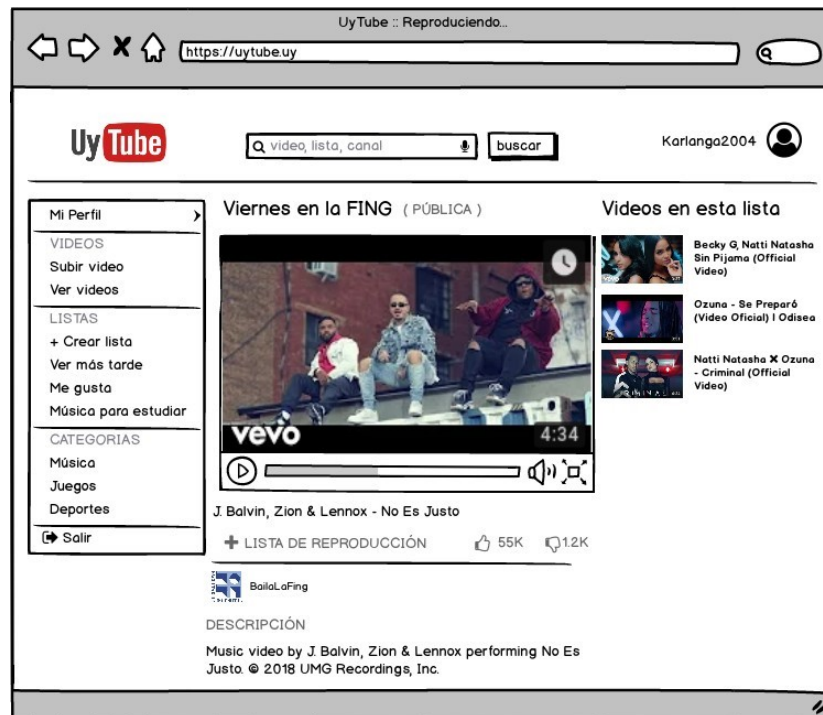 UyTube :: Reproduciendo...
https://uytube.uy
UyTube
video, lista, canal
buscar
Karlanga2004
Mi Perfil
VIDEOS
Subir video
Ver videos
LISTAS
+ Crear lista
Ver más tarde
Me gusta
Música para estudiar
CATEGORIAS
Música
Juegos
Deportes
Salir
Viernes en la FING ( PÚBLICA )
vevo
4:34
J. Balvin, Zion & Lennox - No Es Justo
+ LISTA DE REPRODUCCIÓN
55K
1.2K
BailaLaFing
DESCRIPCIÓN
Music video by J. Balvin, Zion & Lennox performing No Es
Justo. © 2018 UMG Recordings, Inc.
Videos en esta lista
Becky G, Natti Natasha
Sin Pijama (Official
Video)
Ozuna - Se Preparó
(Video Oficial) | Odisea
Natti Natasha ❌ Ozuna
- Criminal (Official
Video)
CRIMINAL